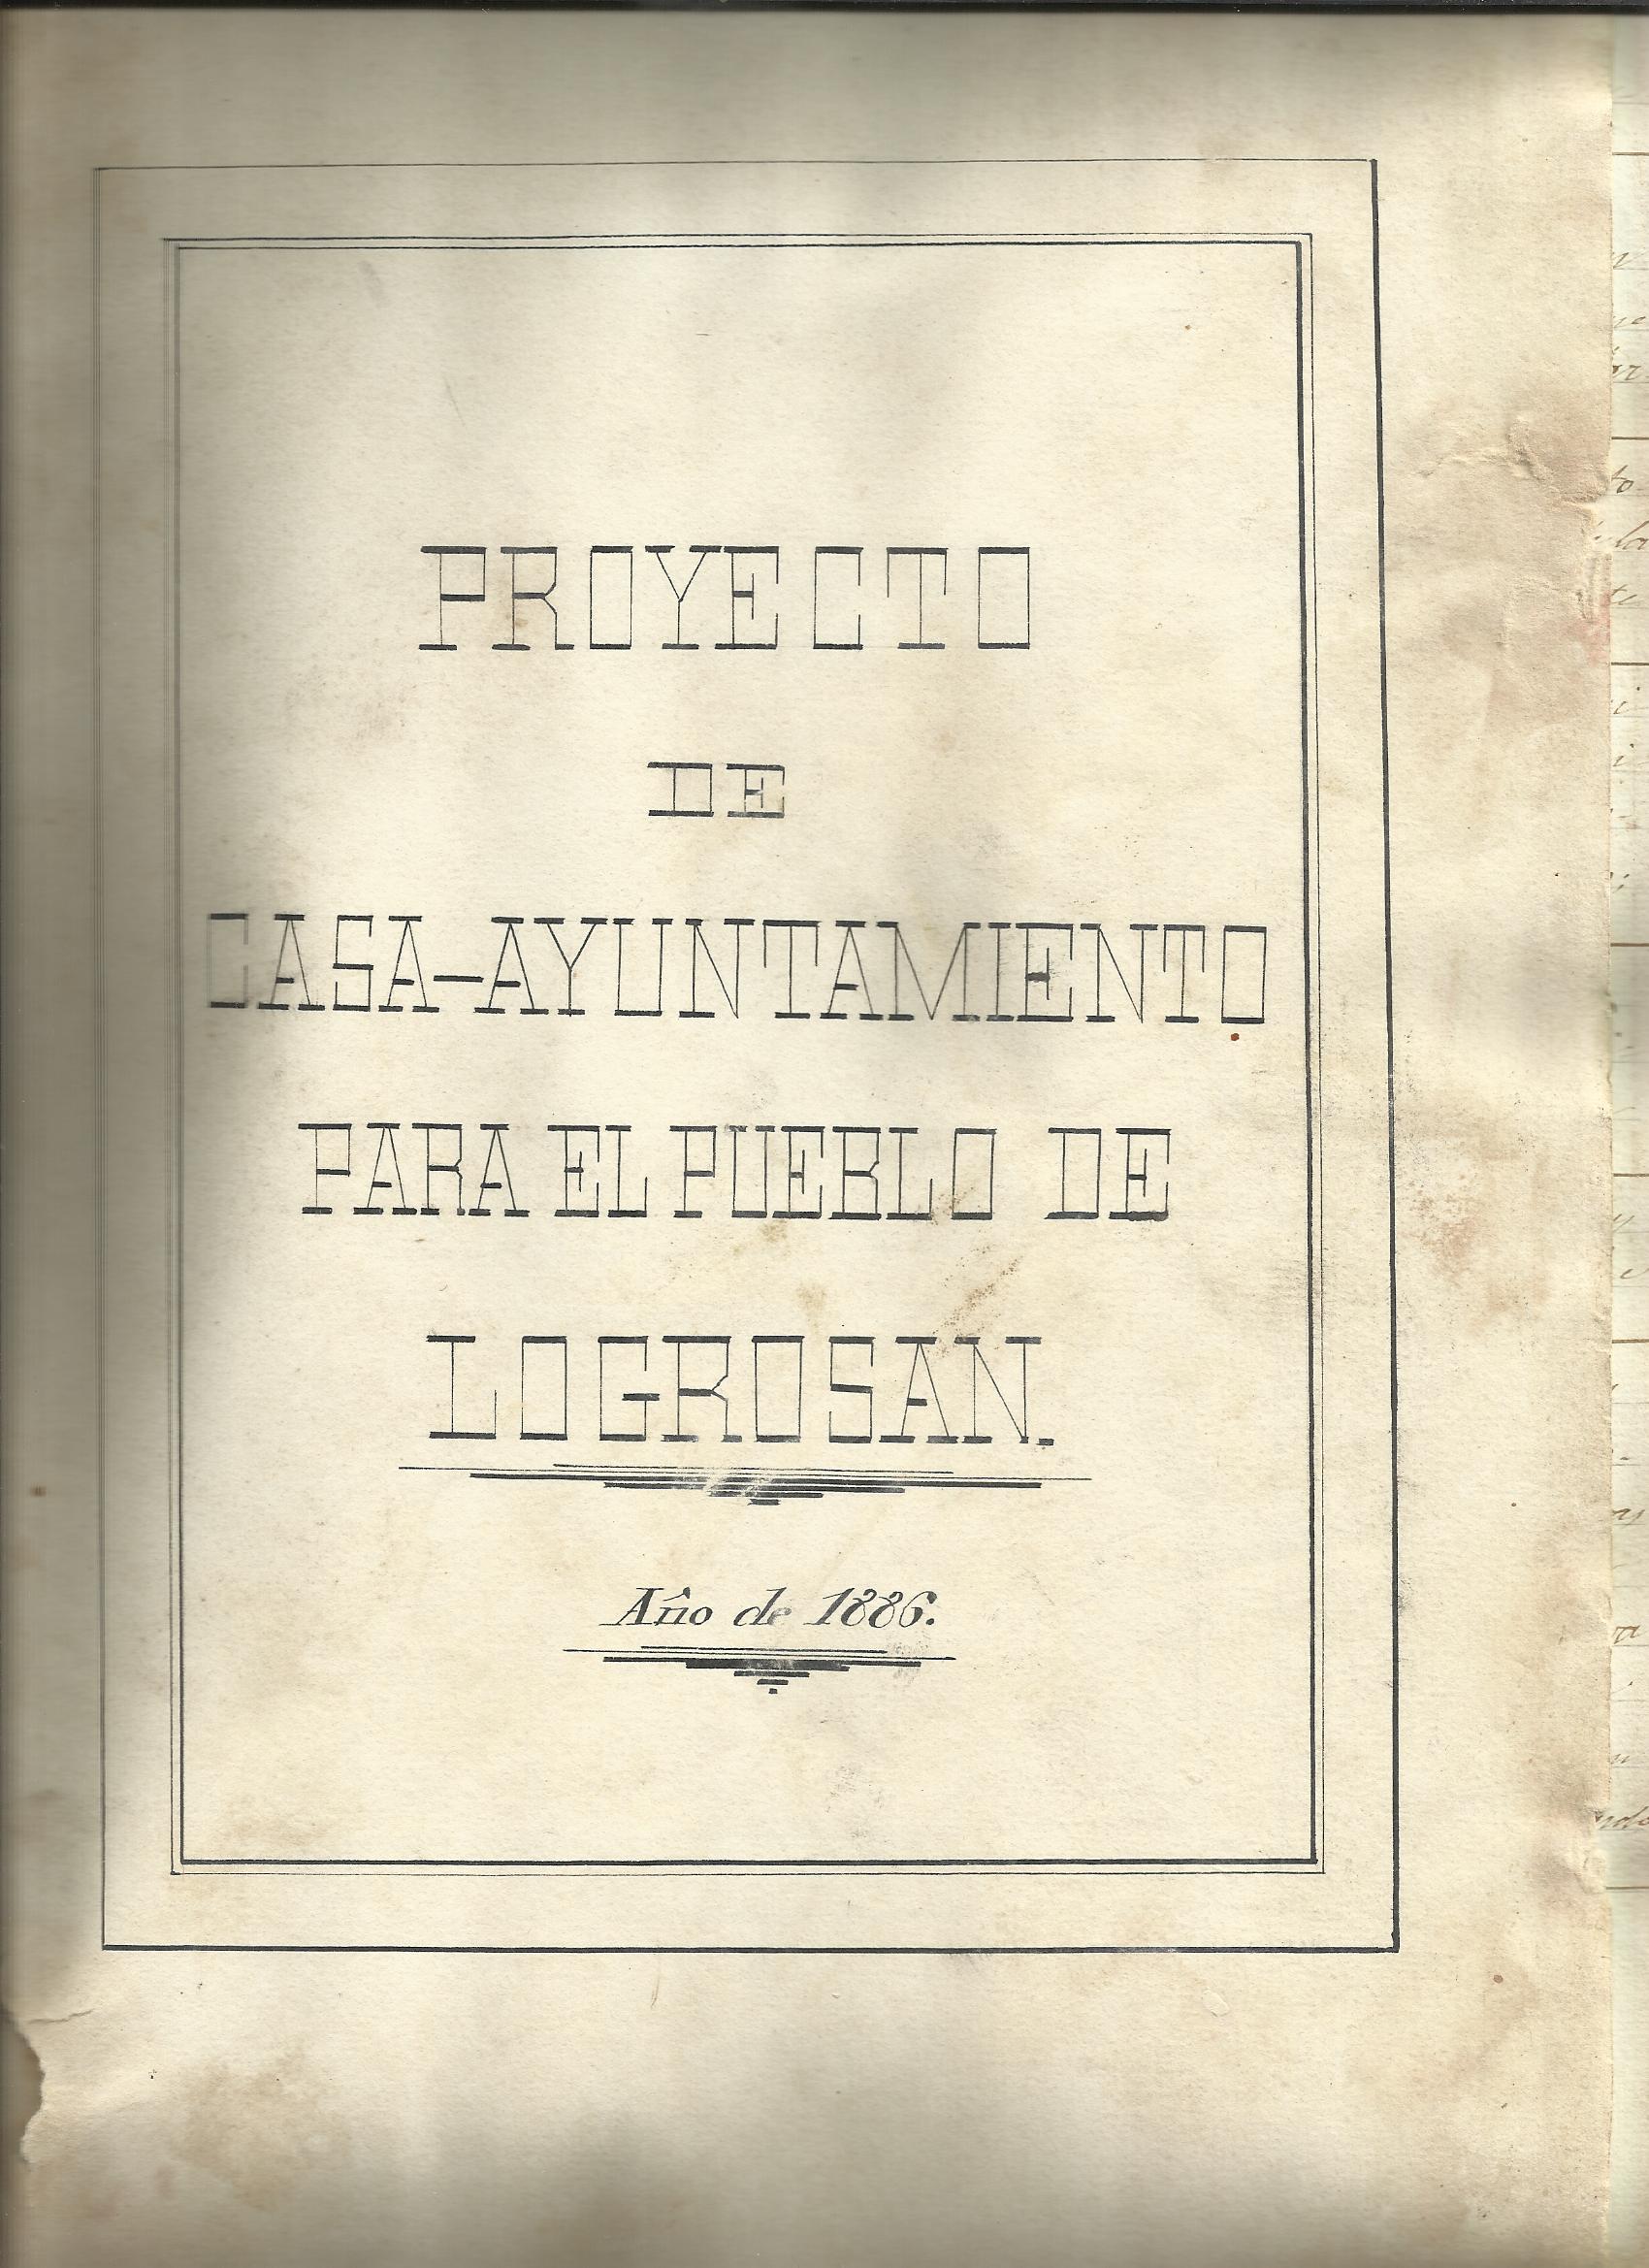 PROYECTO
DE
CASA-AYUNTAMIENTO
PARA EL PUEBLO DE
LOGROSAN.
Año de 1886.